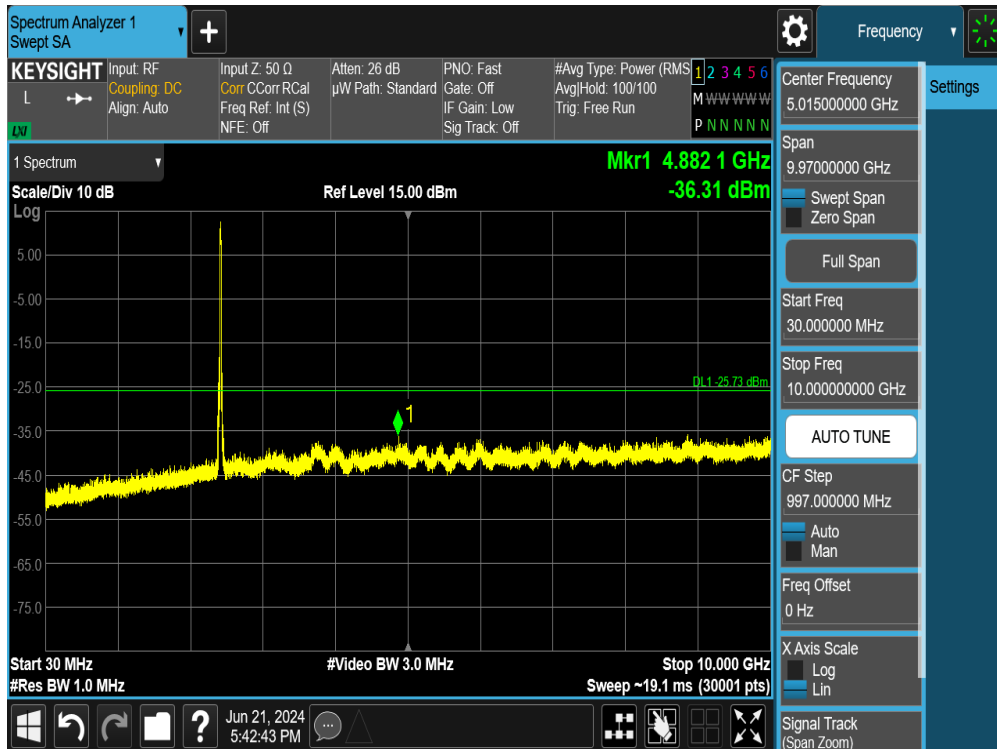 Spectrum Analyzer 1
Swept SA
+
Frequency
KEYSIGHT
L
LXI
Input: RF
Coupling: DC
Align: Auto
Input Z: 50 Ω
Corr CCorr RCal
Freq Ref: Int (S)
NFE: Off
Atten: 26 dB
µW Path: Standard
PNO: Fast
Gate: Off
IF Gain: Low
Sig Track: Off
#Avg Type: Power (RMS
Avg|Hold: 100/100
Trig: Free Run
1 2 3 4 5 6
M W W W W W W
P N N N N N N
1 Spectrum
Mkr1 4.882 1 GHz
-36.31 dBm
Scale/Div 10 dB
Ref Level 15.00 dBm
Log
5.00
-5.00
-15.0
-25.0
-35.0
-45.0
-55.0
-65.0
-75.0
DL1 -25.73 dBm
1
Start 30 MHz
#Video BW 3.0 MHz
Stop 10.000 GHz
#Res BW 1.0 MHz
Sweep ~19.1 ms (30001 pts)
Settings
Center Frequency
5.015000000 GHz
Span
9.97000000 GHz
Swept Span
Zero Span
Full Span
Start Freq
30.000000 MHz
Stop Freq
10.000000000 GHz
AUTO TUNE
CF Step
997.000000 MHz
Auto
Man
Freq Offset
0 Hz
X Axis Scale
Log
Lin
Signal Track
(Span Zoom)
?
Jun 21, 2024
5:42:43 PM